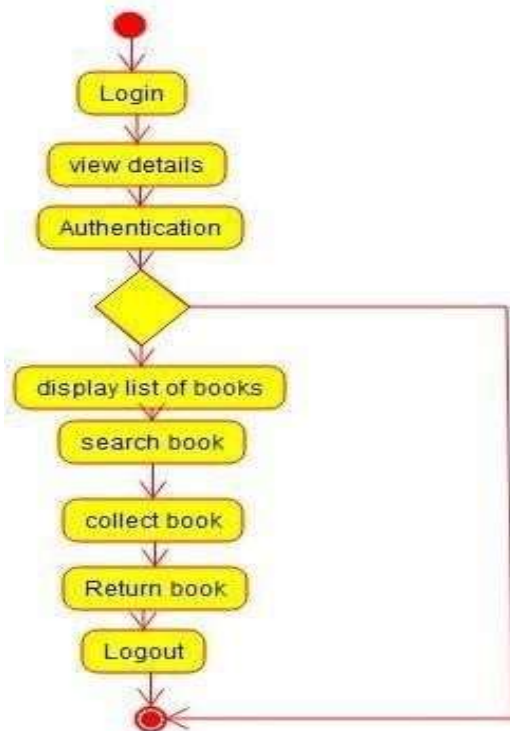 Login
view details
Authentication
display list of books
search book
collect book
Return book
Logout